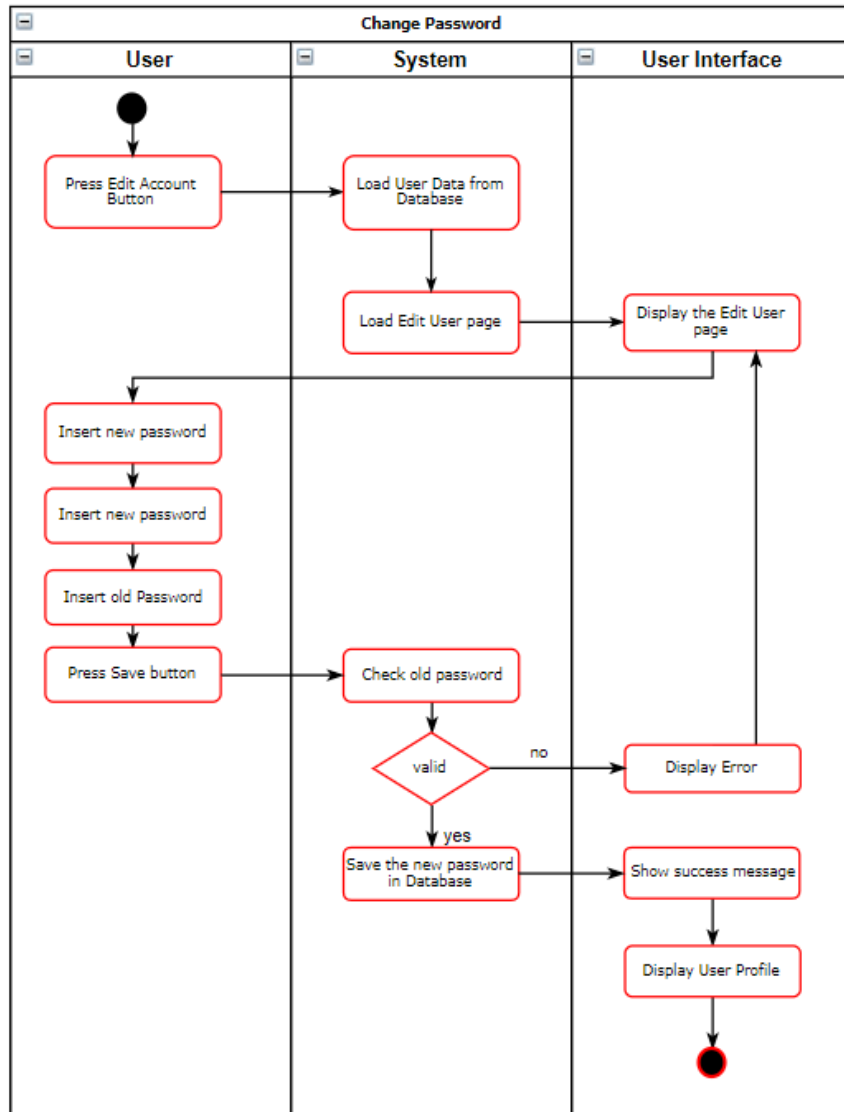 Change Password
User
System
User Interface
Press Edit Account
Button
Load User Data from
Database
Load Edit User page
Display the Edit User
page
Insert new password
Insert new password
Insert old Password
Press Save button
Check old password
valid
no
Display Error
yes
Save the new password
in Database
Show success message
Display User Profile